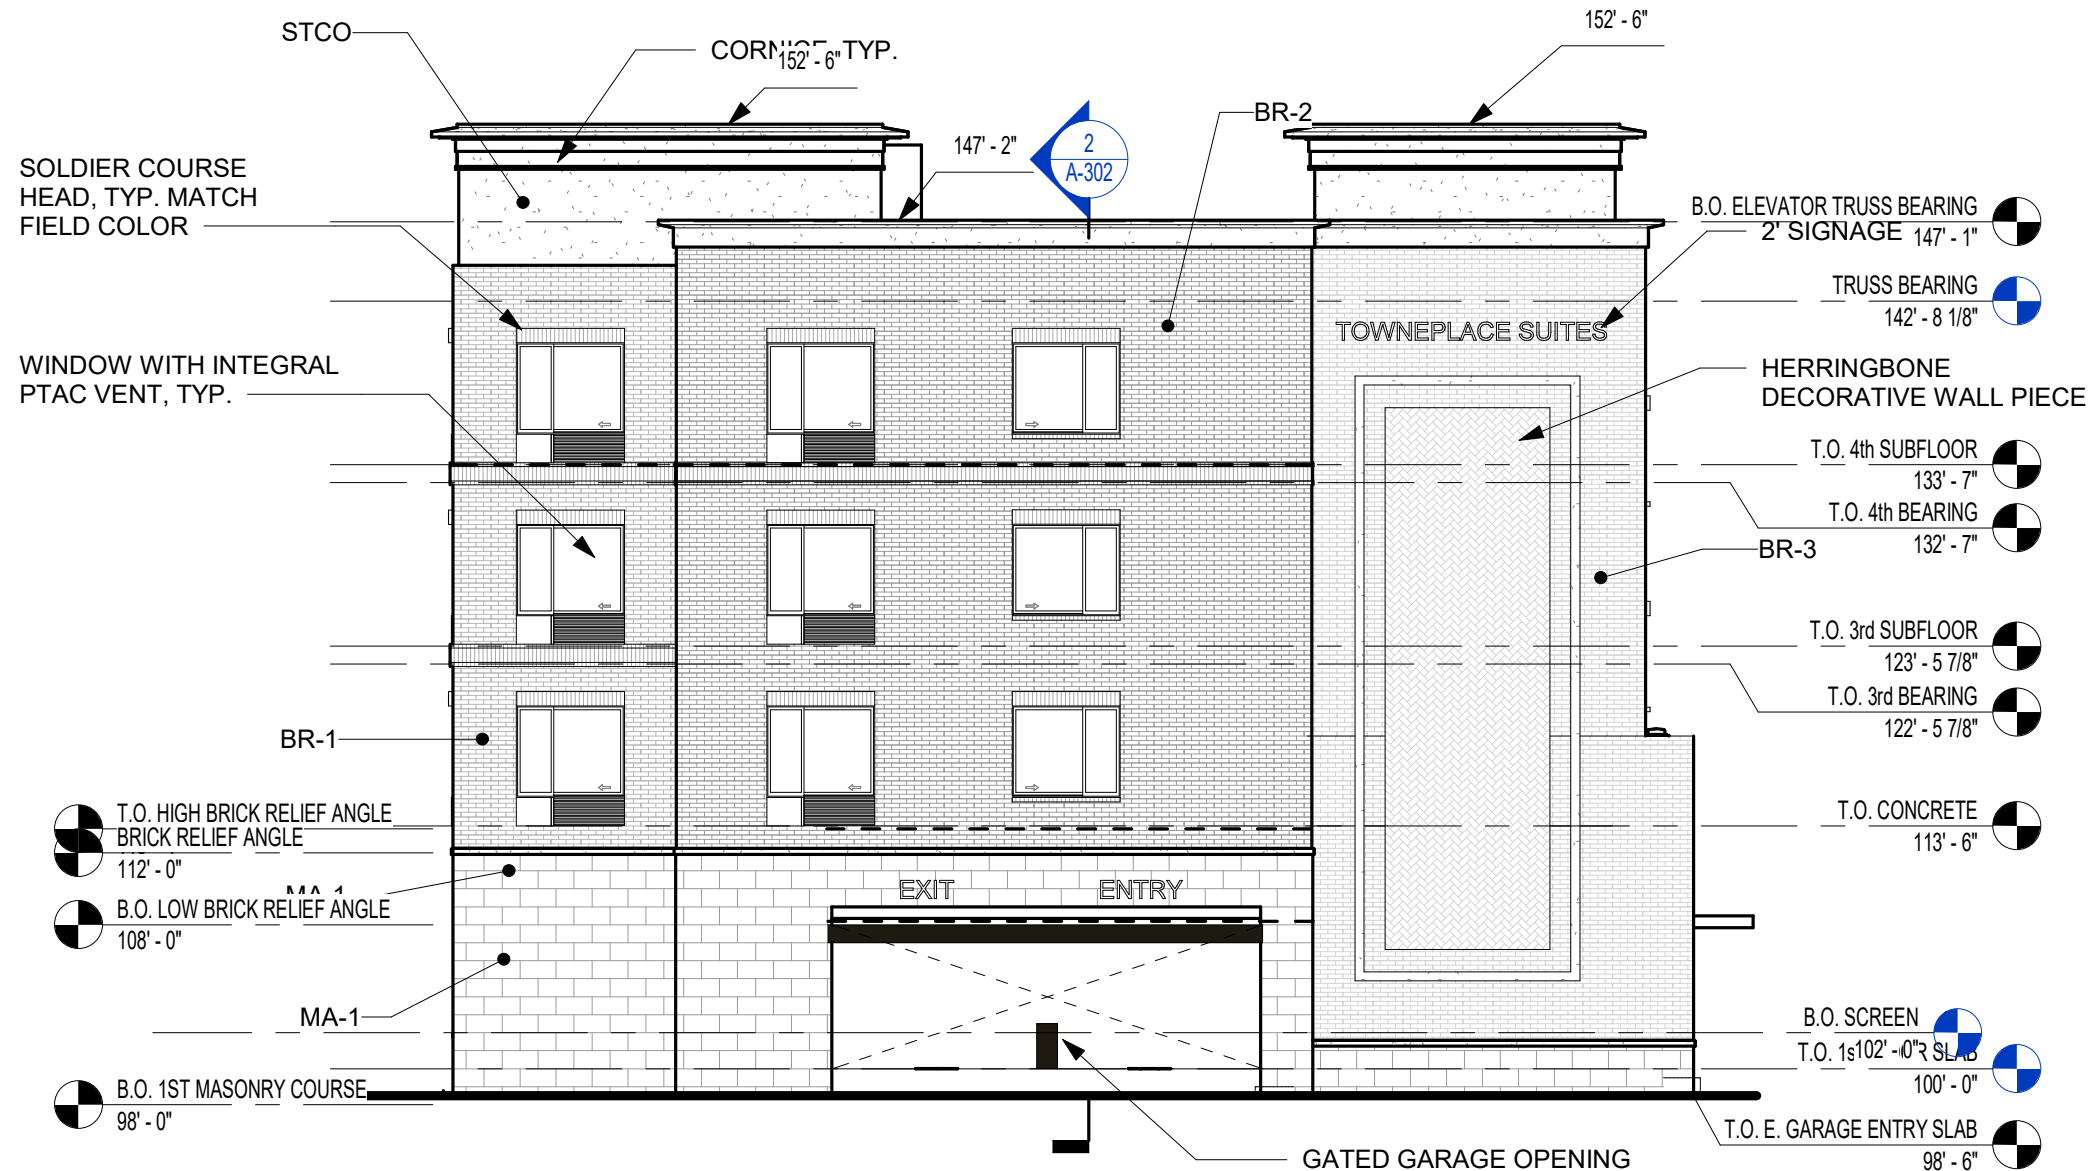 STCO
CORNICE, TYP.
152' - 6"
152' - 6"
BR-2
147' - 2"
2
A-302
SOLDIER COURSE
HEAD, TYP. MATCH
FIELD COLOR
B.O. ELEVATOR TRUSS BEARING
147' - 1"
2' SIGNAGE
TRUSS BEARING
142' - 8 1/8"
TOWNEPLACE SUITES
WINDOW WITH INTEGRAL
PTAC VENT, TYP.
HERRINGBONE
DECORATIVE WALL PIECE
T.O. 4th SUBFLOOR
133' - 7"
T.O. 4th BEARING
132' - 7"
BR-3
T.O. 3rd SUBFLOOR
123' - 5 7/8"
T.O. 3rd BEARING
122' - 5 7/8"
BR-1
T.O. HIGH BRICK RELIEF ANGLE
BRICK RELIEF ANGLE
112' - 0"
T.O. CONCRETE
113' - 6"
MA-1
EXIT
ENTRY
B.O. LOW BRICK RELIEF ANGLE
108' - 0"
MA-1
B.O. SCREEN
102' - 0"
T.O. SLAB
100' - 0"
B.O. 1ST MASONRY COURSE
98' - 0"
T.O. E. GARAGE ENTRY SLAB
98' - 6"
GATED GARAGE OPENING